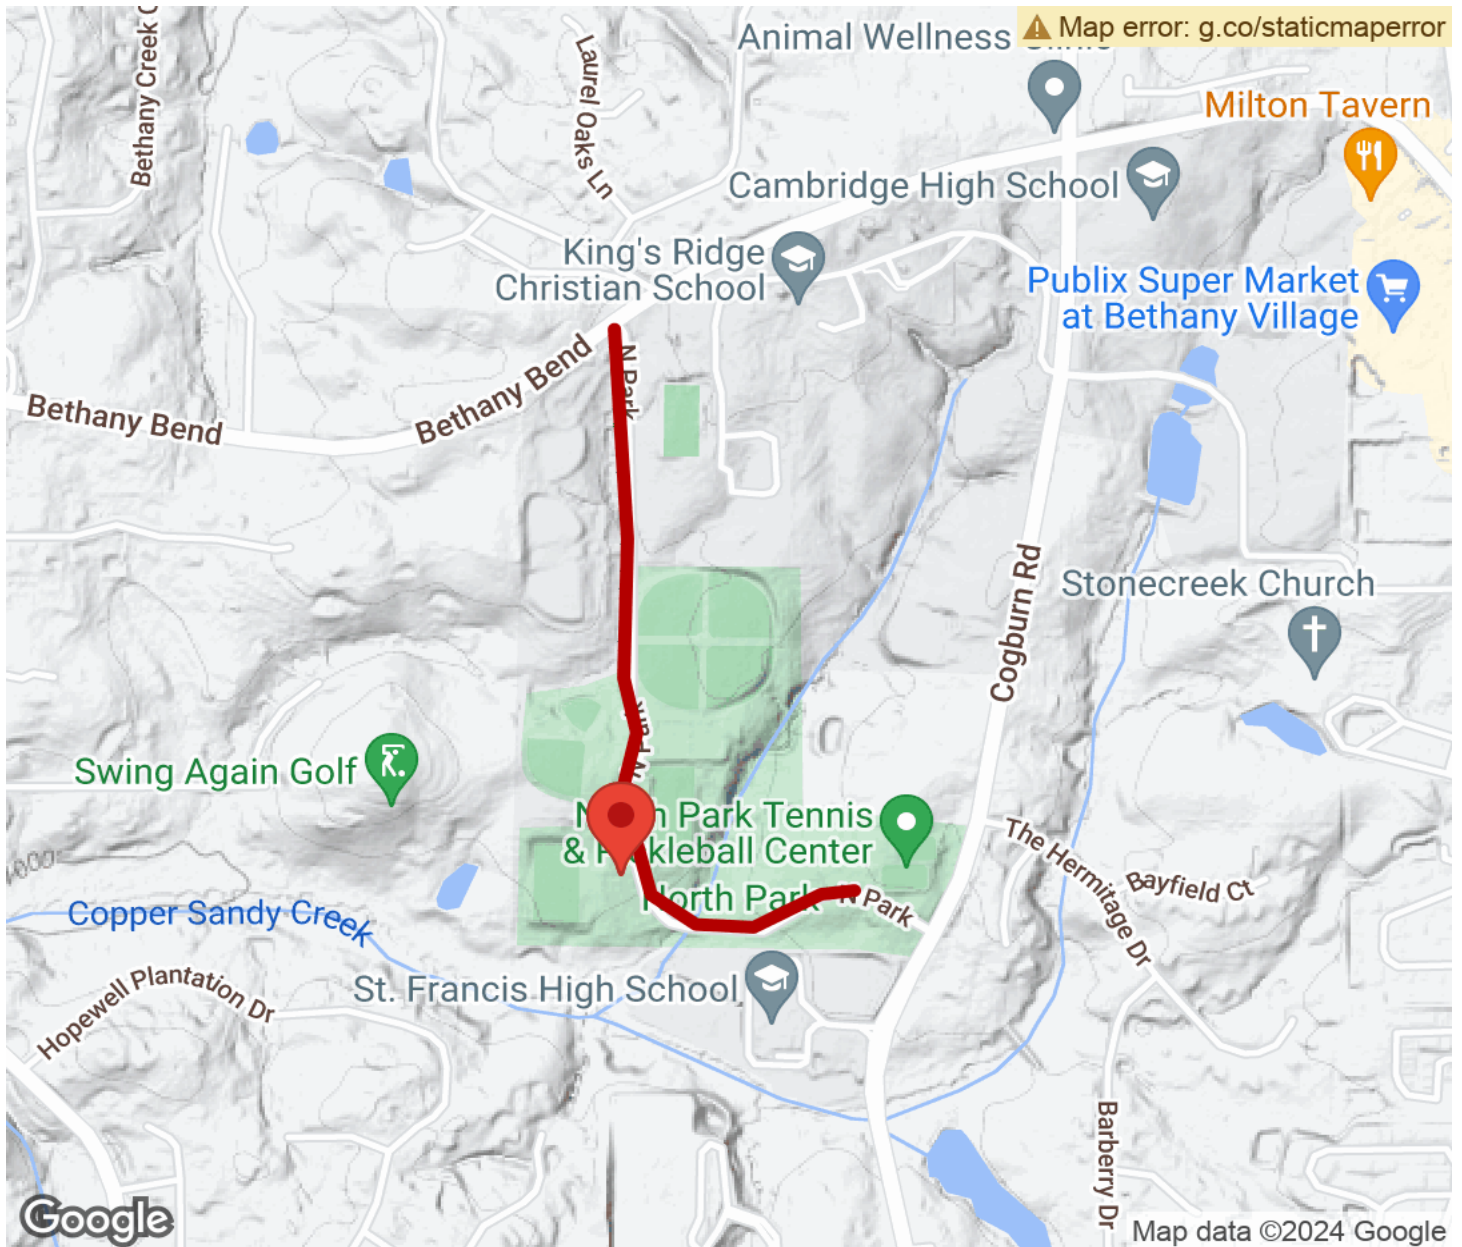 Bethany Creek C
Laurel Oaks Ln
Animal Wellness Clinic
Map error: g.co/staticmaperror
Milton Tavern
Cambridge High School
King's Ridge
Christian School
Publix Super Market
at Bethany Village
N Park
Bethany Bend
Bethany Bend
Cogburn Rd
Stonecreek Church
N Park
Swing Again Golf
Park Tennis
& Center
The Hermitage Dr
Bayfield Ct
North Park
N Park
1000
Copper Sandy Creek
Hopewell Plantation Dr
St. Francis High School
Barberry Dr
Google
Map data ©2024 Google